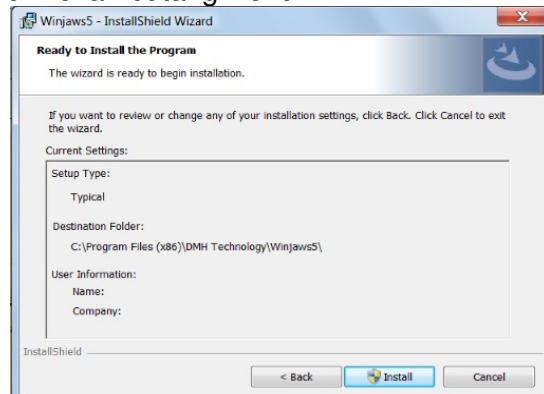 Winjaws5 - InstallShield Wizard
Ready to Install the Program
The wizard is ready to begin installation.
If you want to review or change any of your installation settings, click Back. Click Cancel to exit
the wizard.
Current Settings:
Setup Type:
Typical
Destination Folder:
C:\Program Files (x86)\DMH Technology\Winjaws5\
User Information:
Name:
Company:
InstallShield
< Back
Install
Cancel